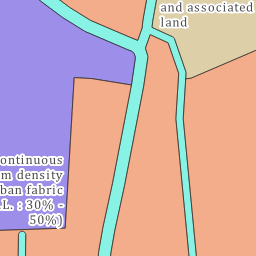 and associated
land
ontinuous
m density
ban fabric
.L. : 30% -
50%)